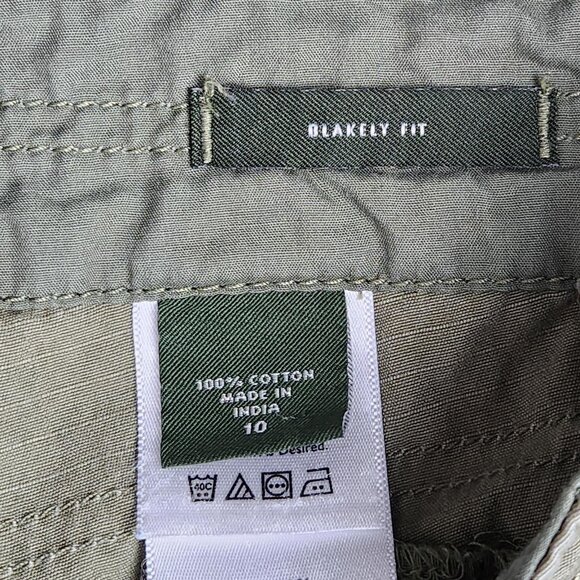 BLAKELY FIT
100% COTTON
MADE IN
INDIA
10
Desired.
40C